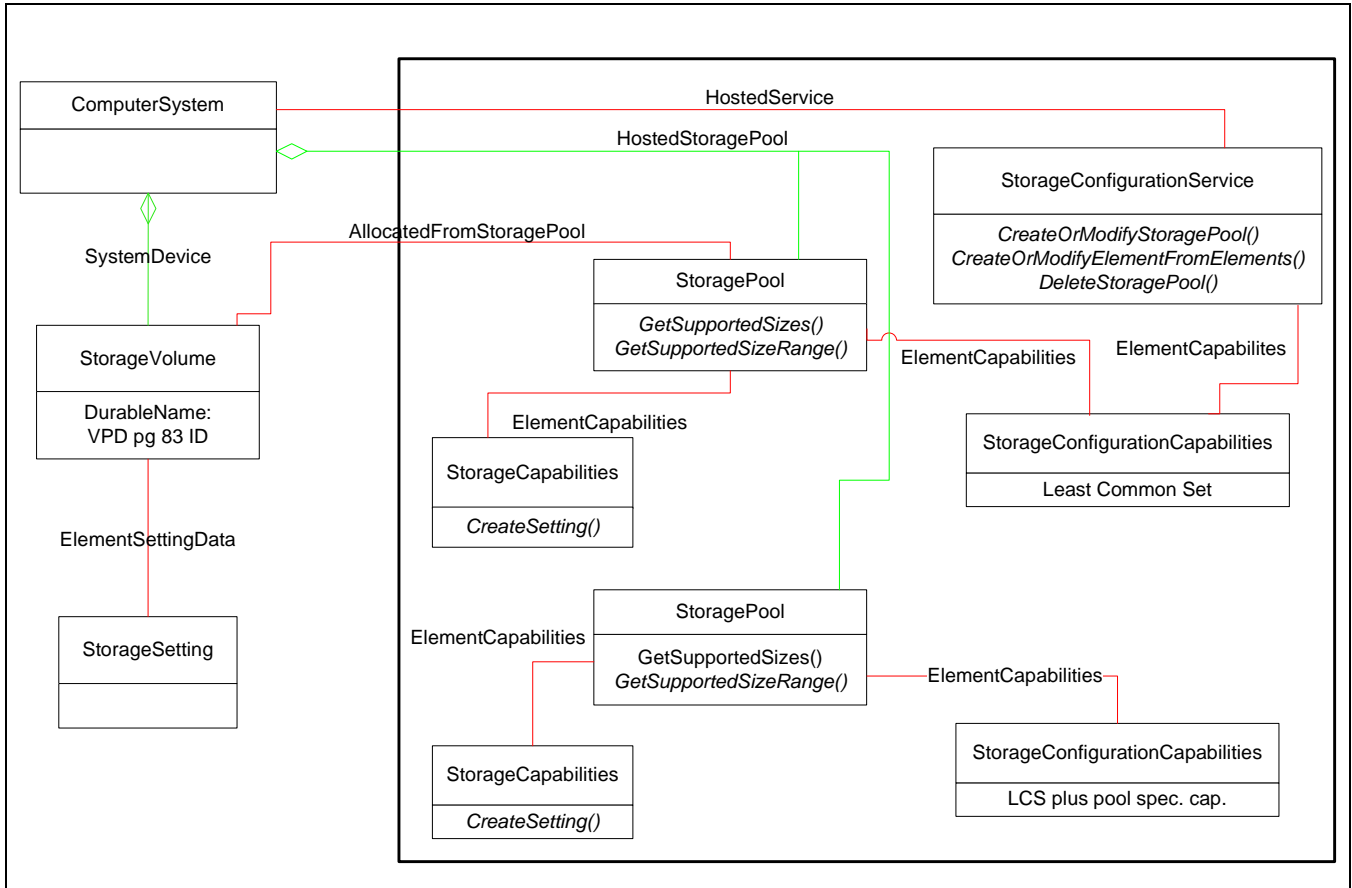 ComputerSystem
HostedService
HostedStoragePool
StorageConfigurationService
CreateOrModifyStoragePool()
CreateOrModifyElementFromElements()
DeleteStoragePool()
AllocatedFromStoragePool
SystemDevice
StoragePool
GetSupportedSizes()
GetSupportedSizeRange()
StorageVolume
DurableName:
VPD pg 83 ID
ElementCapabilities
ElementCapabilites
ElementCapabilities
StorageConfigurationCapabilities
Least Common Set
StorageCapabilities
CreateSetting()
ElementSettingData
StorageSetting
StoragePool
GetSupportedSizes()
GetSupportedSizeRange()
ElementCapabilities
ElementCapabilities
StorageCapabilities
CreateSetting()
StorageConfigurationCapabilities
LCS plus pool spec. cap.